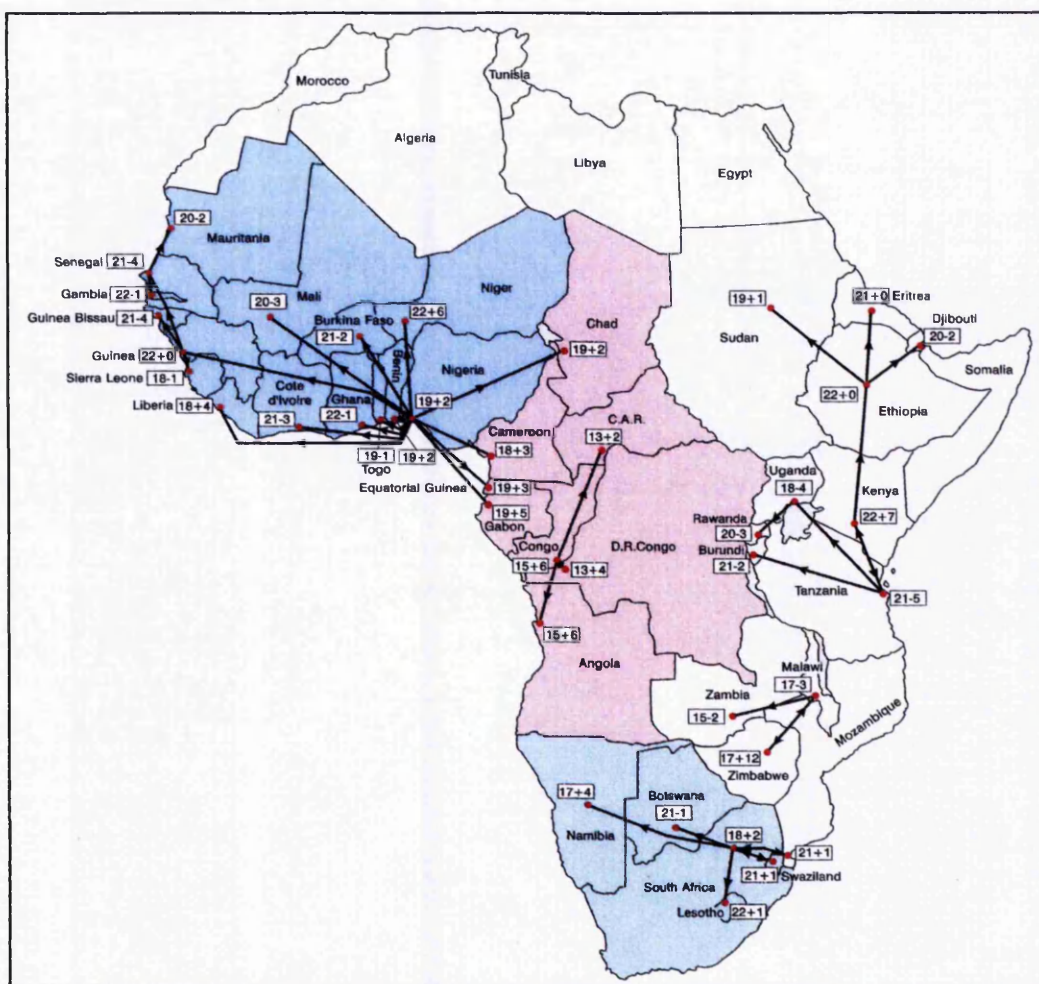 Morocco
Tunisia
Algeria
Libya
Egypt
20-2
Mauritania
Senegal
21-4
Gambia
22-1
Guinea Bissau
21-4
Mali
20-3
Burkina Faso
21-2
22+6
Niger
Chad
19+2
19+1
Sudan
21+0
Eritrea
Djibouti
20-2
Somalia
22+0
Ethiopia
Guinea
22+0
Sierra Leone
18-1
Liberia
18+4
Cote
d'Ivoire
21-3
Ghana
22-1
Benin
Nigeria
19+2
19-1
Togo
19+2
Equatorial Guinea
Cameroon
18+3
19+3
19+5
Gabon
C.A.R.
13+2
Congo
15+6
13+4
D.R.Congo
15+6
Angola
Uganda
18-4
Kenya
22+7
Rawanda
20-3
Burundi
21-2
Tanzania
21-5
Malawi
17-3
Zambia
15-2
Mozambique
17+12
Zimbabwe
17+4
Namibia
Botswana
21-1
18+2
21+1
21+1
Swaziland
South Africa
Lesotho
22+1